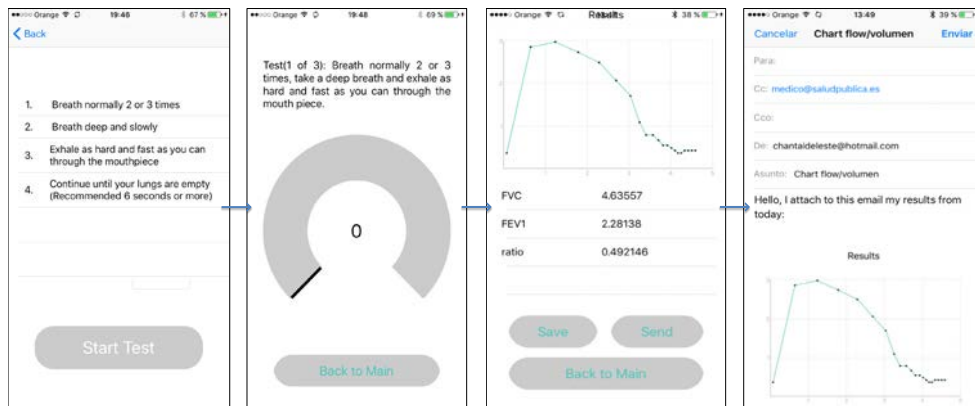 Orange 19:46 67%
Back
1. Breath normally 2 or 3 times
2. Breath deep and slowly
3. Exhale as hard and fast as you can
through the mouthpiece
4. Continue until your lungs are empty
(Recommended 6 seconds or more)
Start Test
Orange 19:48 69%
Test(1 of 3): Breath normally 2 or 3
times, take a deep breath and exhale as
hard and fast as you can through the
mouth piece.
0
Back to Main
Orange Results 38%
1 2 3 4 5
FVC 4.63557
FEV1 2.28138
ratio 0.492146
Save Send
Back to Main
Orange 13:49 39%
Cancelar Chart flow/volumen Enviar
Para:
Cc: medico@saludpublica.es
Cco:
De: chantaideleste@hotmail.com
Asunto: Chart flow/volumen
Hello, I attach to this email my results from
today:
Results